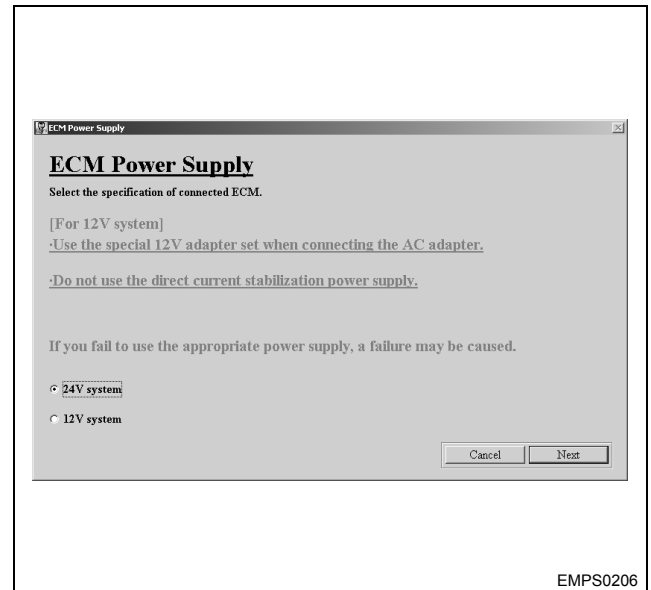 ECM Power Supply
ECM Power Supply
Select the specification of connected ECM.
[For 12V system]
·Use the special 12V adapter set when connecting the AC adapter.
·Do not use the direct current stabilization power supply.
If you fail to use the appropriate power supply, a failure may be caused.
24V system
12V system
Cancel Next
EMPS0206